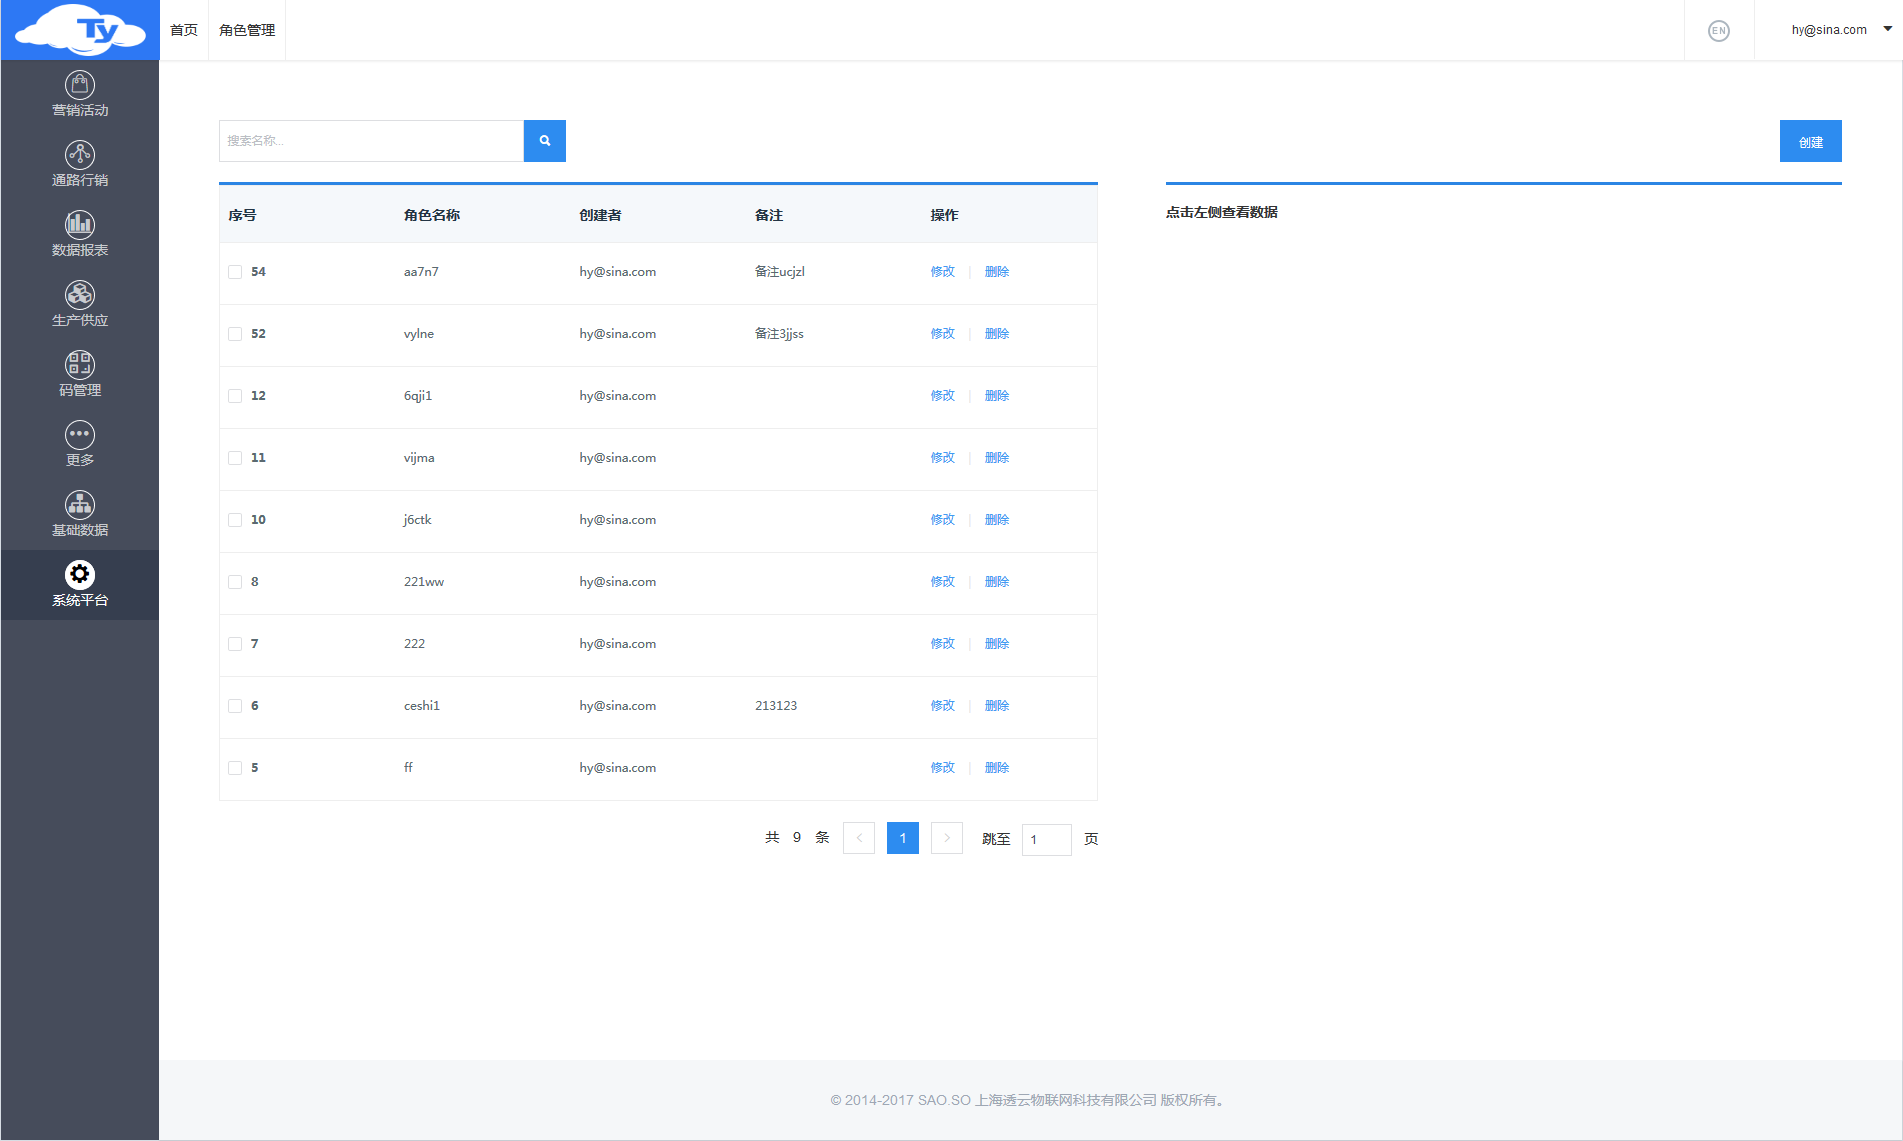 Ty
首页 角色管理 EN hy@sina.com
营销活动
通路行销
数据报表
生产供应
码管理
更多
基础数据
系统平台
搜索名称...
创建
序号 角色名称 创建者 备注 操作
54 aa7n7 hy@sina.com 备注ucjzl 修改 | 删除
52 vylne hy@sina.com 备注3jjss 修改 | 删除
12 6qji1 hy@sina.com 修改 | 删除
11 vijma hy@sina.com 修改 | 删除
10 j6ctk hy@sina.com 修改 | 删除
8 221ww hy@sina.com 修改 | 删除
7 222 hy@sina.com 修改 | 删除
6 ceshi1 hy@sina.com 213123 修改 | 删除
5 ff hy@sina.com 修改 | 删除
共 9 条 < 1 > 跳至 1 页
点击左侧查看数据
© 2014-2017 SAO.SO 上海透云物联网科技有限公司 版权所有。